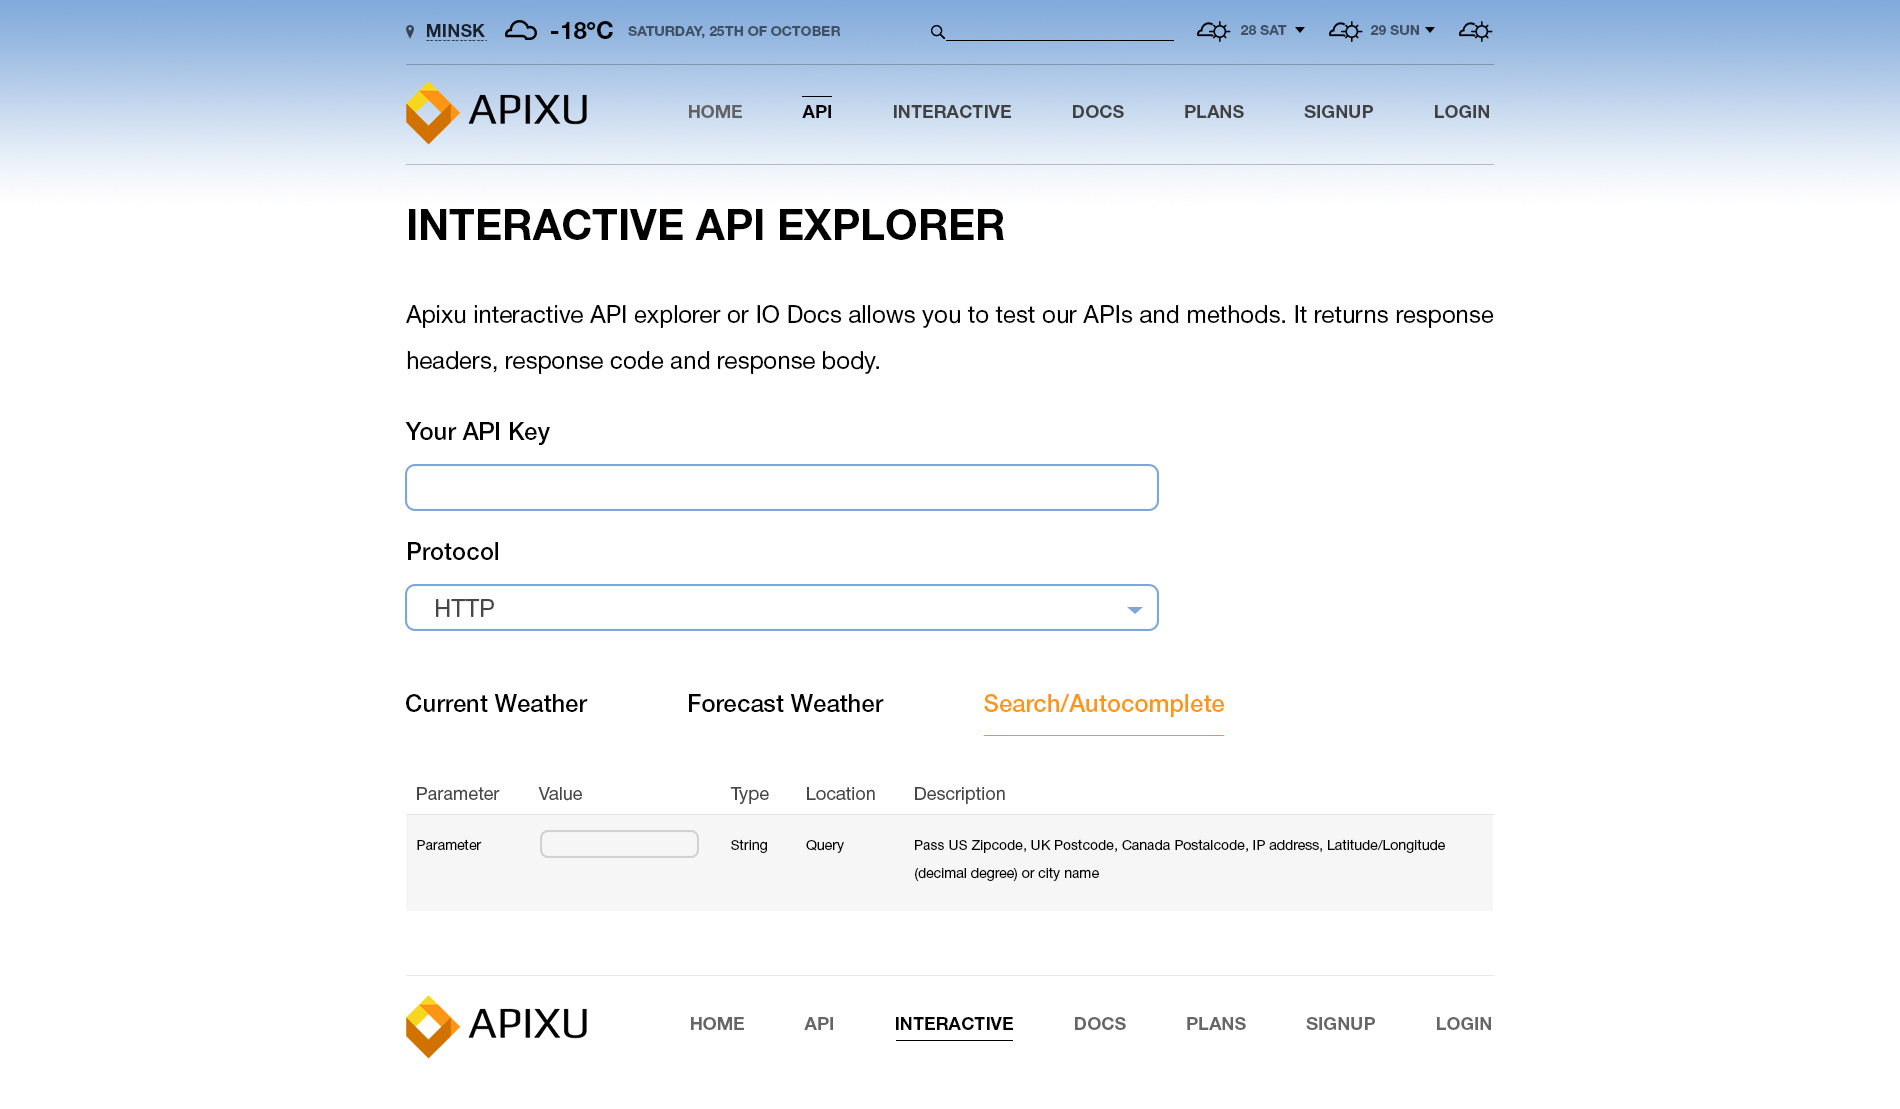 MINSK -18°C SATURDAY, 25TH OF OCTOBER 28 SAT 29 SUN
APIXU HOME API INTERACTIVE DOCS PLANS SIGNUP LOGIN
INTERACTIVE API EXPLORER
Apixu interactive API explorer or IO Docs allows you to test our APIs and methods. It returns response
headers, response code and response body.
Your API Key
Protocol
HTTP
Current Weather Forecast Weather Search/Autocomplete
Parameter Value Type Location Description
Parameter String Query Pass US Zipcode, UK Postcode, Canada Postalcode, IP address, Latitude/Longitude
(decimal degree) or city name
APIXU HOME API INTERACTIVE DOCS PLANS SIGNUP LOGIN